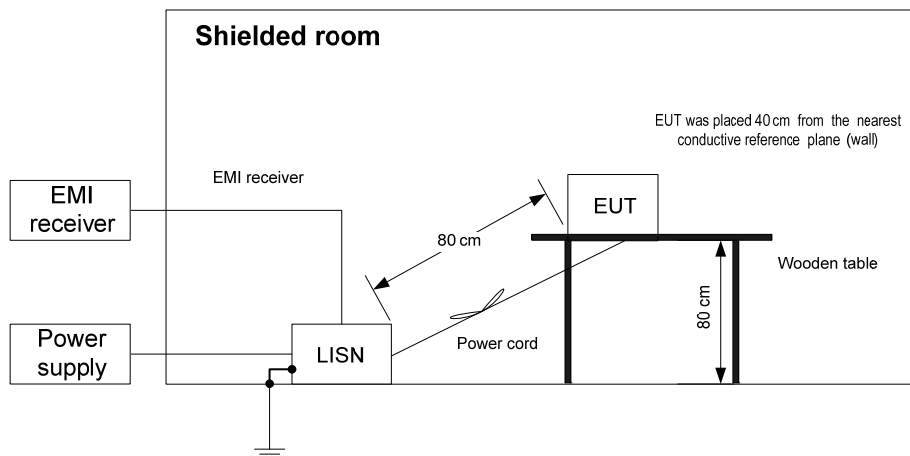 Shielded room
EUT was placed 40 cm from the nearest
conductive reference plane (wall)
EMI receiver
EMI
receiver
EUT
80 cm
Wooden table
80 cm
Power
supply
LISN
Power cord